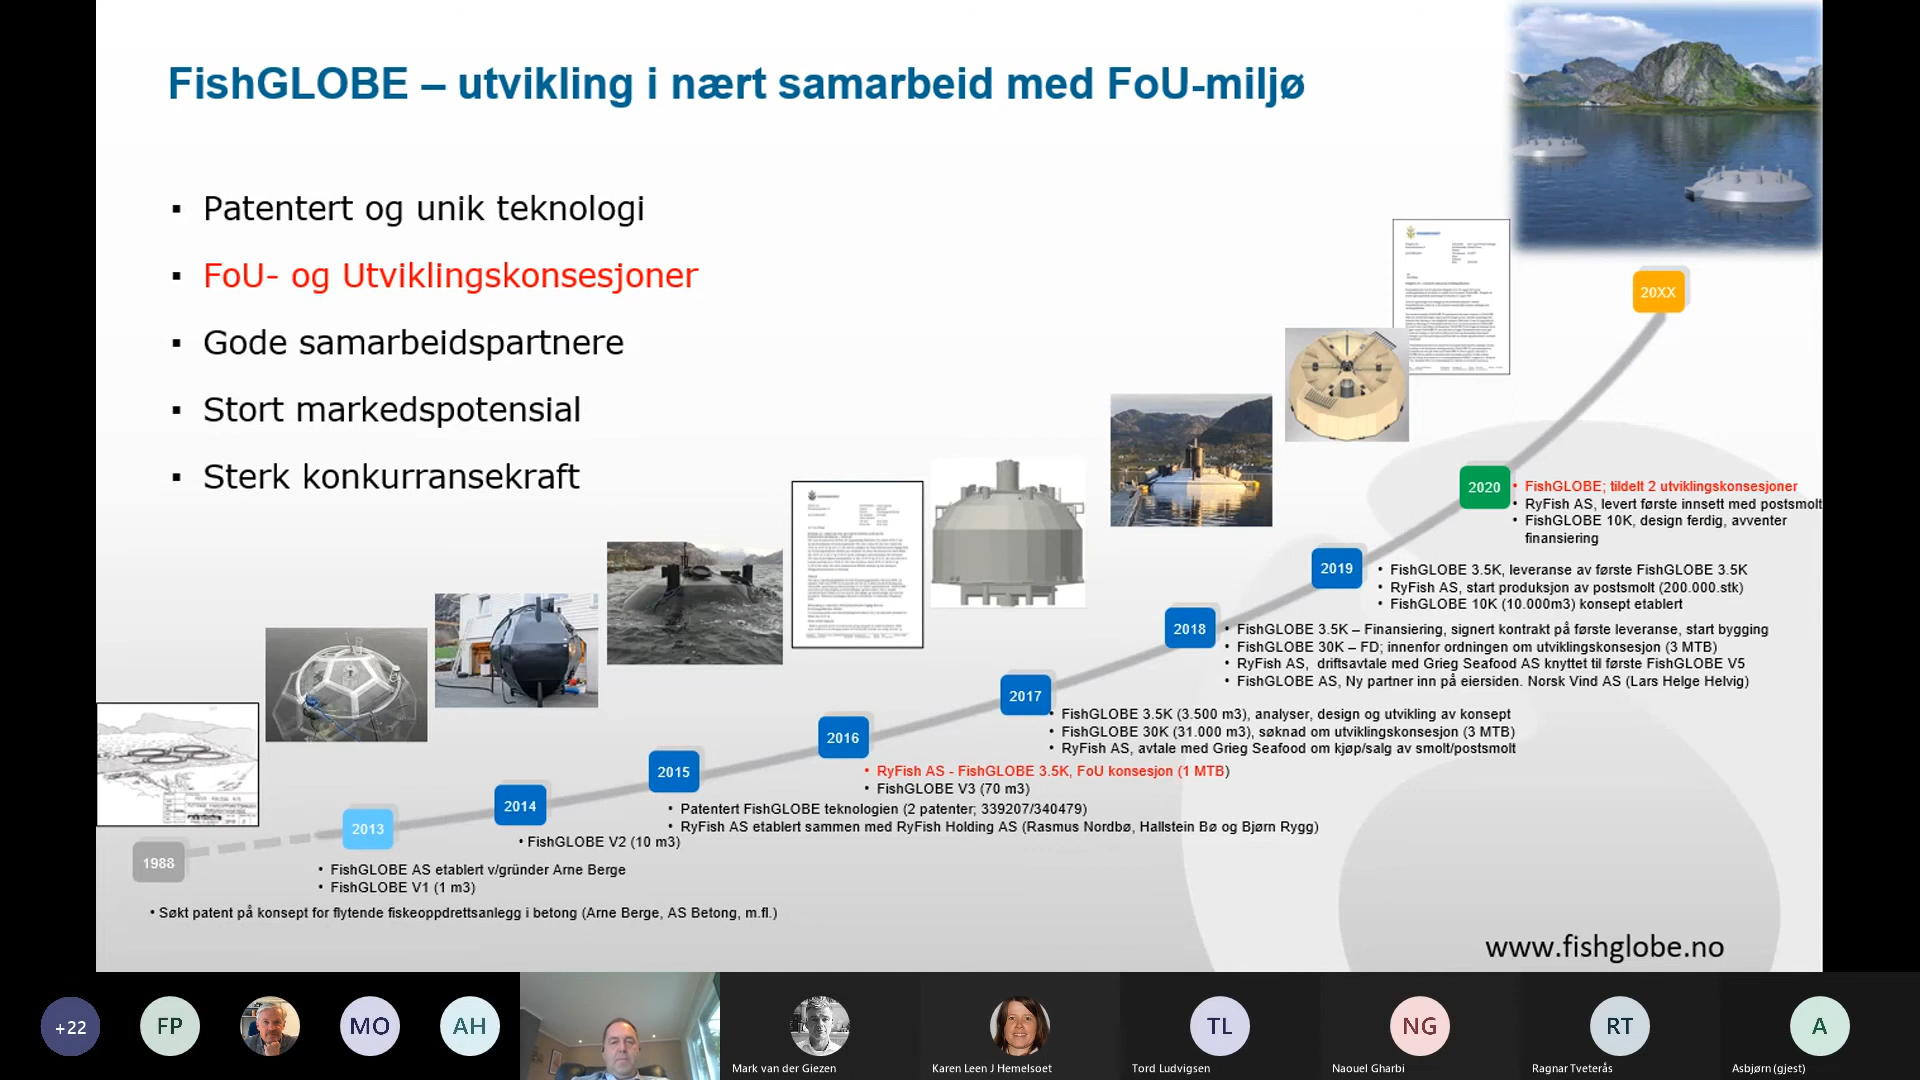 FishGLOBE – utvikling i nært samarbeid med FoU-miljø
▪ Patentert og unik teknologi
▪ FoU- og Utviklingskonsesjoner
▪ Gode samarbeidspartnere
▪ Stort markedspotensial
▪ Sterk konkurransekraft
20XX
2020
• FishGLOBE; tildelt 2 utviklingskonsesjoner
• RyFish AS, levert første innsett med postsmolt
• FishGLOBE 10K, design ferdig, avventer
finansiering
2019
• FishGLOBE 3.5K, leveranse av første FishGLOBE 3.5K
• RyFish AS, start produksjon av postsmolt (200.000.stk)
• FishGLOBE 10K (10.000m3) konsept etablert
2018
• FishGLOBE 3.5K – Finansiering, signert kontrakt på første leveranse, start bygging
• FishGLOBE 30K – FD; innenfor ordningen om utviklingskonsesjon (3 MTB)
• RyFish AS, driftsavtale med Grieg Seafood AS knyttet til første FishGLOBE V5
• FishGLOBE AS, Ny partner inn på eiersiden. Norsk Vind AS (Lars Helge Helvig)
2017
• FishGLOBE 3.5K (3.500 m3), analyser, design og utvikling av konsept
• FishGLOBE 30K (31.000 m3), søknad om utviklingskonsesjon (3 MTB)
• RyFish AS, avtale med Grieg Seafood om kjøp/salg av smolt/postsmolt
2016
• RyFish AS - FishGLOBE 3.5K, FoU konsesjon (1 MTB)
• FishGLOBE V3 (70 m3)
2015
• Patentert FishGLOBE teknologien (2 patenter; 339207/340479)
• RyFish AS etablert sammen med RyFish Holding AS (Rasmus Nordbø, Hallstein Bø og Bjørn Rygg)
2014
• FishGLOBE V2 (10 m3)
2013
• FishGLOBE AS etablert v/gründer Arne Berge
• FishGLOBE V1 (1 m3)
1988
• Søkt patent på konsept for flytende fiskeoppdrettsanlegg i betong (Arne Berge, AS Betong, m.fl.)
www.fishglobe.no
+22
FP
MO
AH
TL
NG
RT
A
Mark van der Giezen
Karen Leen J Hemelsoet
Tord Ludvigsen
Naouel Gharbi
Ragnar Tveterås
Asbjørn (gjest)